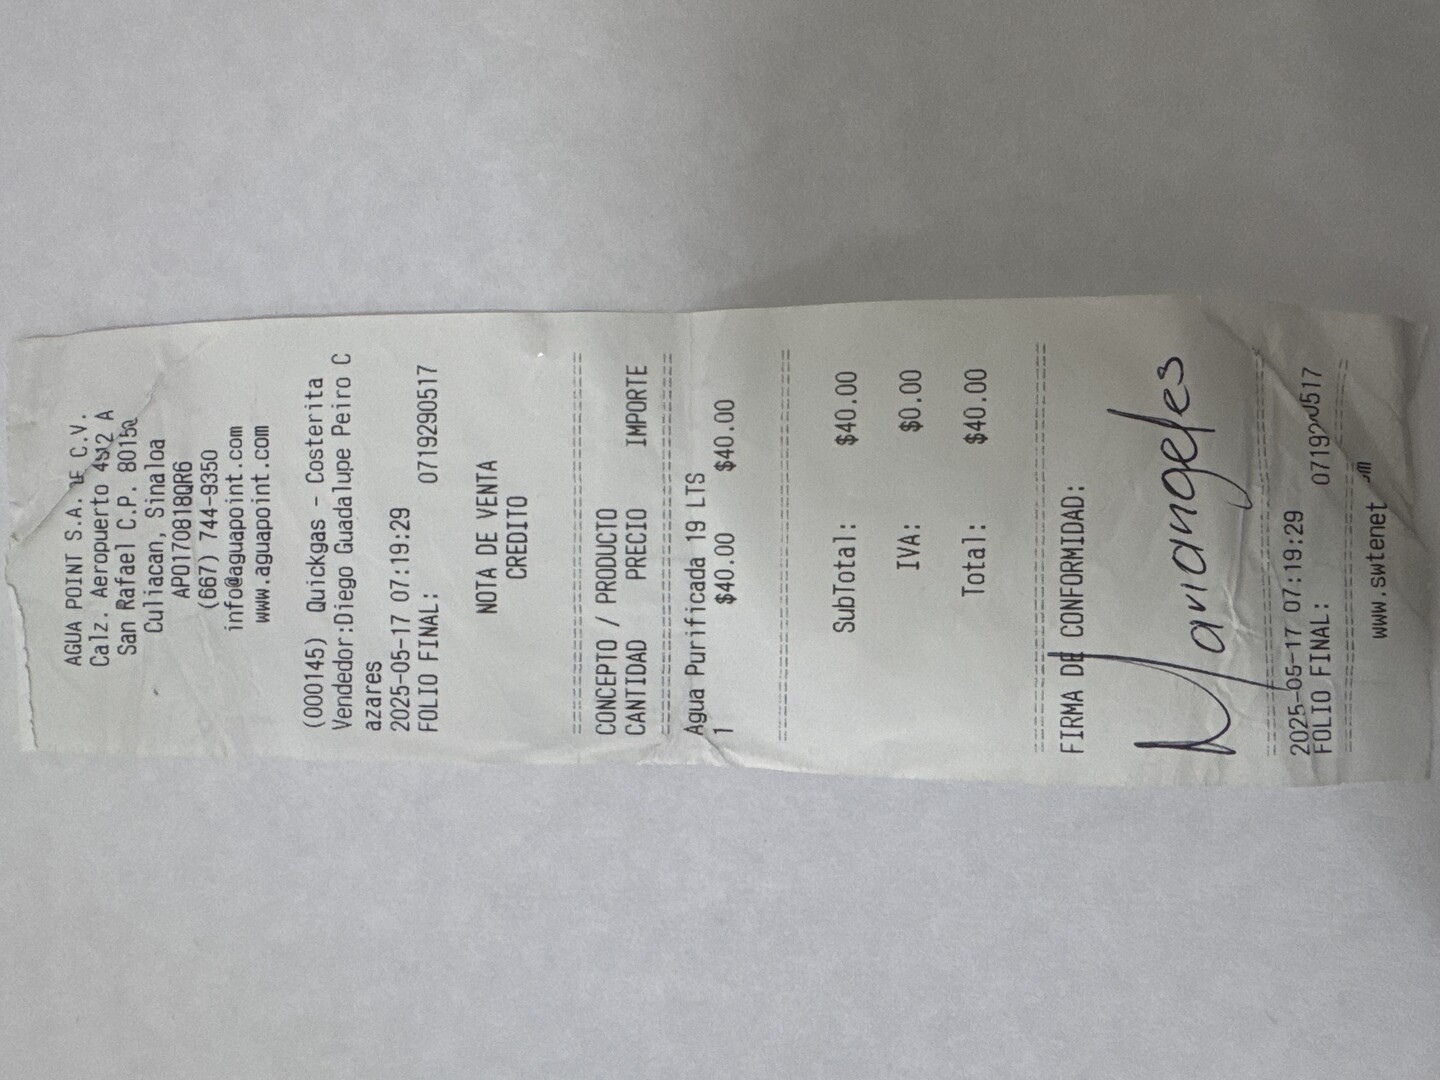 AGUA POINT S.A. DE C.V.
Calz. Aeropuerto 4512 A
San Rafael C.P. 80150
Culiacan, Sinaloa
APO170818QR6
(667) 744-9350
info@aguapoint.com
www.aguapoint.com
(000145) Quickgas - Costerita
Vendedor:Diego Guadalupe Peiro C
azares
2025-05-17 07:19:29
FOLIO FINAL: 0719290517
NOTA DE VENTA
CREDITO
================================
CONCEPTO / PRODUCTO
CANTIDAD PRECIO IMPORTE
================================
Agua Purificada 19 LTS
1 $40.00 $40.00
================================
SubTotal: $40.00
IVA: $0.00
Total: $40.00
================================
FIRMA DE CONFORMIDAD:
Mariangeles
================================
2025-05-17 07:19:29
FOLIO FINAL: 0719290517
================================
www.swtenet